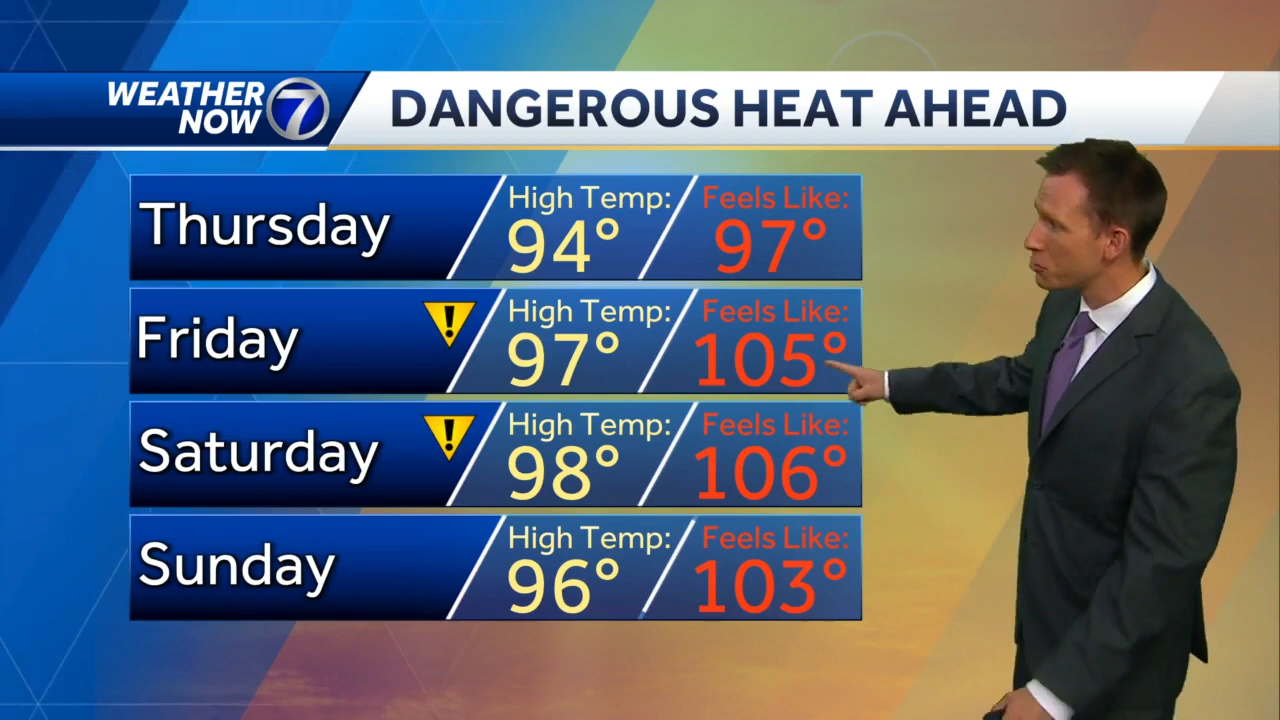 WEATHER
NOW 7
DANGEROUS HEAT AHEAD
Thursday
High Temp:
94°
Feels Like:
97°
Friday
!
High Temp:
97°
Feels Like:
105°
Saturday
!
High Temp:
98°
Feels Like:
106°
Sunday
High Temp:
96°
Feels Like:
103°